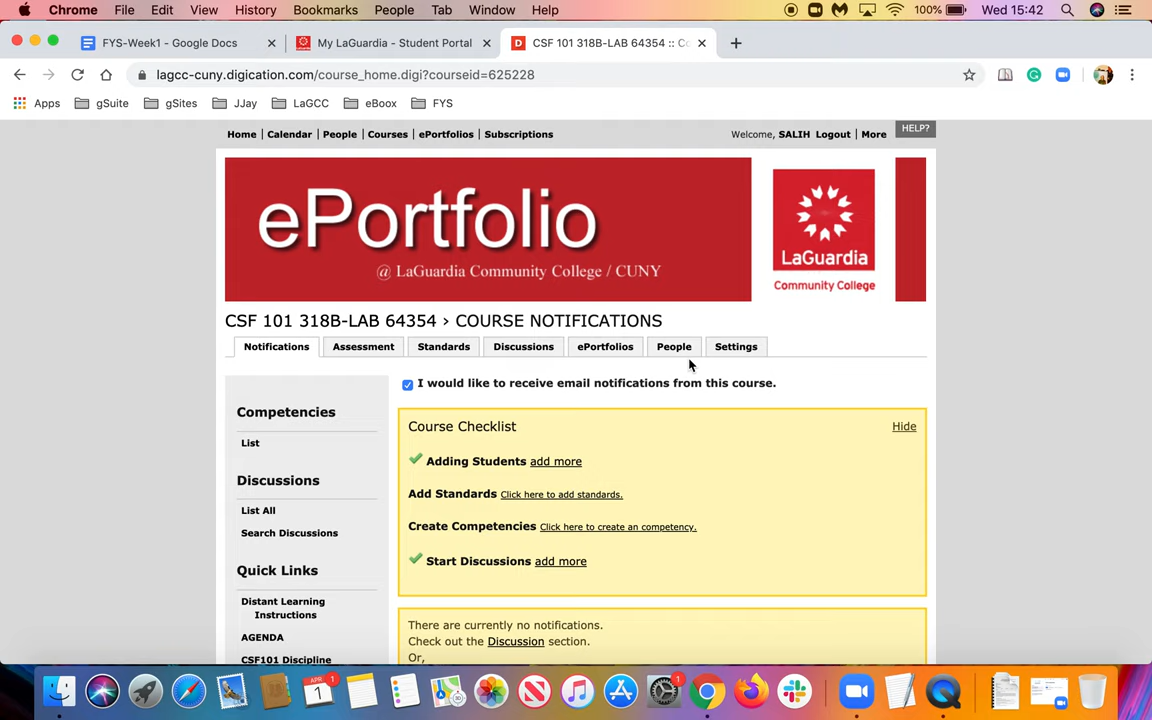 Chrome File Edit View History Bookmarks People Tab Window Help 100% Wed 15:42
FYS-Week1 - Google Docs My LaGuardia - Student Portal CSF 101 318B-LAB 64354 :: Co
lagcc-cuny.digication.com/course_home.digi?courseid=625228
Apps gSuite gSites JJay LaGCC eBoox FYS
Home | Calendar | People | Courses | ePortfolios | Subscriptions Welcome, SALIH Logout | More HELP?
ePortfolio
@ LaGuardia Community College / CUNY
LaGuardia
Community College
CSF 101 318B-LAB 64354 › COURSE NOTIFICATIONS
Notifications Assessment Standards Discussions ePortfolios People Settings
I would like to receive email notifications from this course.
Competencies
List
Discussions
List All
Search Discussions
Quick Links
Distant Learning
Instructions
AGENDA
CSF101 Discipline
Course Checklist Hide
Adding Students add more
Add Standards Click here to add standards.
Create Competencies Click here to create an competency.
Start Discussions add more
There are currently no notifications.
Check out the Discussion section.
Or,
APR 1
1
1